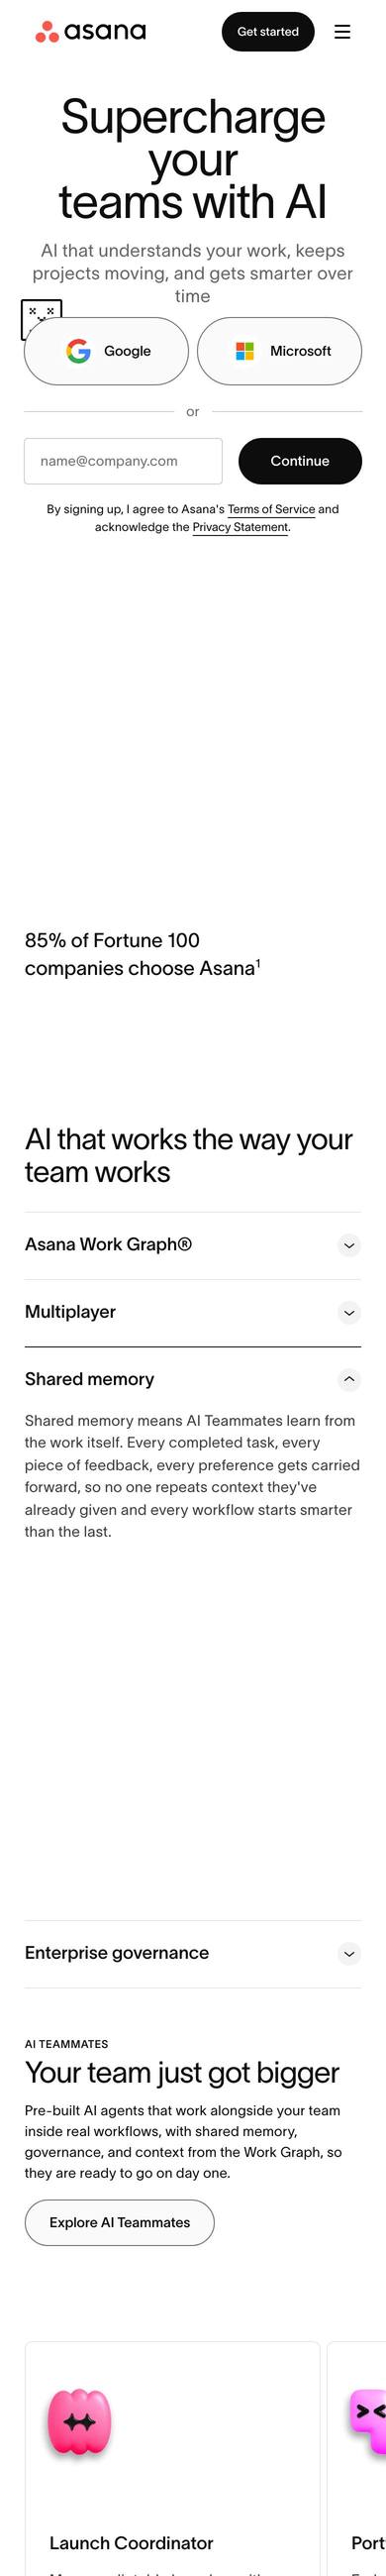 asana
Get started
Supercharge
your
teams with AI
AI that understands your work, keeps
projects moving, and gets smarter over
time
Google
Microsoft
or
name@company.com
Continue
By signing up, I agree to Asana's Terms of Service and
acknowledge the Privacy Statement.
85% of Fortune 100
companies choose Asana¹
AI that works the way your
team works
Asana Work Graph®
Multiplayer
Shared memory
Shared memory means AI Teammates learn from
the work itself. Every completed task, every
piece of feedback, every preference gets carried
forward, so no one repeats context they've
already given and every workflow starts smarter
than the last.
Enterprise governance
AI TEAMMATES
Your team just got bigger
Pre-built AI agents that work alongside your team
inside real workflows, with shared memory,
governance, and context from the Work Graph, so
they are ready to go on day one.
Explore AI Teammates
Launch Coordinator
Port